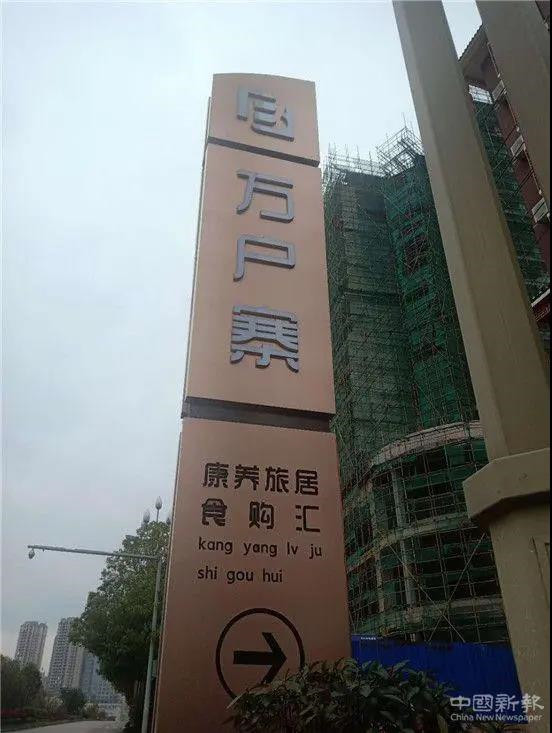 万户寨
康养旅居
食购汇
kang yang lv ju
shi gou hui
中國新報
China New Newspaper